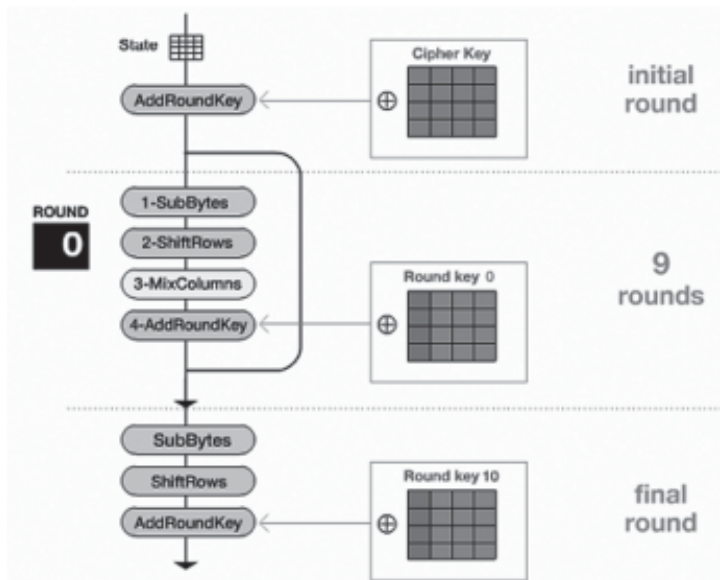 State
Cipher Key
AddRoundKey
initial
round
ROUND
0
1-SubBytes
2-ShiftRows
3-MixColumns
4-AddRoundKey
Round key 0
9
rounds
SubBytes
ShiftRows
AddRoundKey
Round key 10
final
round